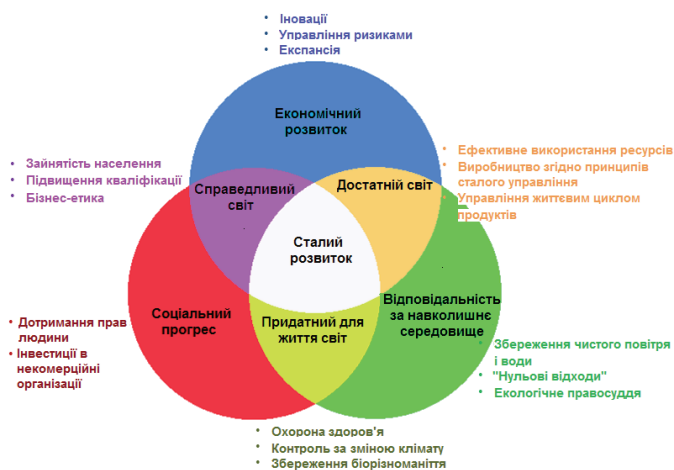 • Іновації
• Управління ризиками
• Експансія
Економічний
розвиток
• Зайнятість населення
• Підвищення кваліфікації
• Бізнес-етика
Справедливий
світ
Достатній світ
• Ефективне використання ресурсів
• Виробництво згідно принципів
сталого управління
• Управління життєвим циклом
продуктів
Сталий
розвиток
Соціальний
прогрес
Придатний для
життя світ
Відповідальність
за навколишнє
середовище
• Дотримання прав
людини
• Інвестиції в
некомерційні
організації
• Збереження чистого повітря
і води
• "Нульові відходи"
• Екологічне правосуддя
• Охорона здоров'я
• Контроль за зміною клімату
• Збереження біорізноманіття